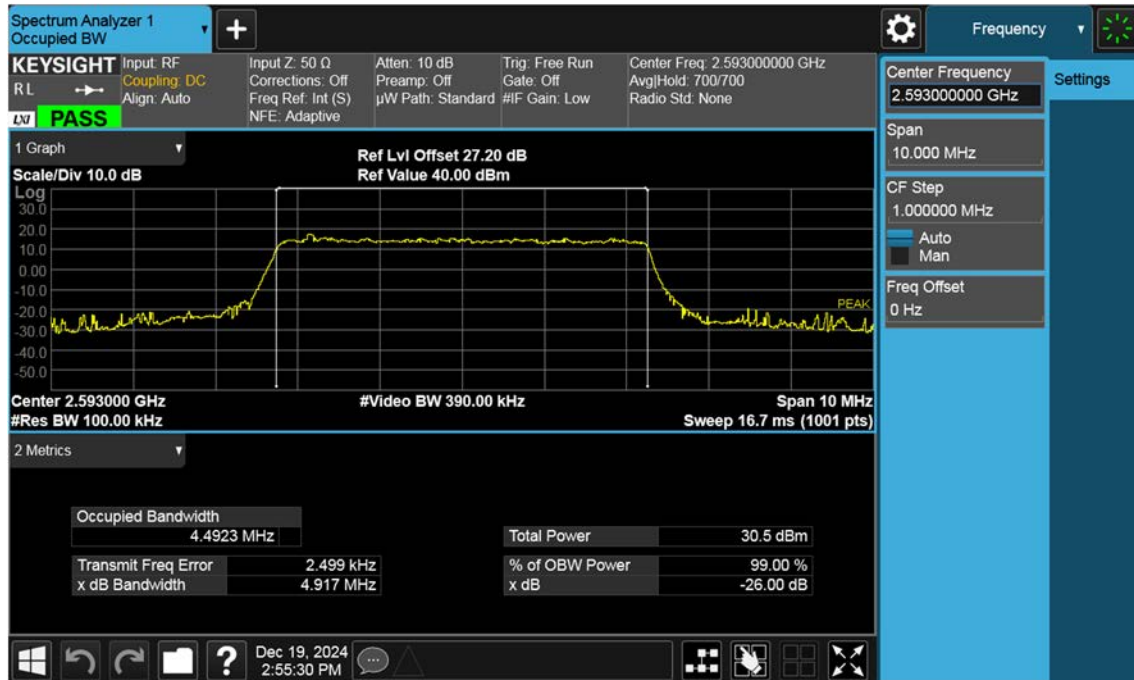 Spectrum Analyzer 1
Occupied BW
+
Frequency
KEYSIGHT
RL
LXI
PASS
Input: RF
Coupling: DC
Align: Auto
Input Z: 50 Ω
Corrections: Off
Freq Ref: Int (S)
NFE: Adaptive
Atten: 10 dB
Preamp: Off
µW Path: Standard
Trig: Free Run
Gate: Off
#IF Gain: Low
Center Freq: 2.593000000 GHz
Avg|Hold: 700/700
Radio Std: None
Center Frequency
2.593000000 GHz
Settings
Span
10.000 MHz
CF Step
1.000000 MHz
Auto
Man
Freq Offset
0 Hz
1 Graph
Scale/Div 10.0 dB
Ref Lvl Offset 27.20 dB
Ref Value 40.00 dBm
Log
30.0
20.0
10.0
0.00
-10.0
-20.0
-30.0
-40.0
-50.0
PEAK
Center 2.593000 GHz
#Video BW 390.00 kHz
Span 10 MHz
#Res BW 100.00 kHz
Sweep 16.7 ms (1001 pts)
2 Metrics
Occupied Bandwidth
4.4923 MHz
Total Power 30.5 dBm
Transmit Freq Error 2.499 kHz
% of OBW Power 99.00 %
x dB Bandwidth 4.917 MHz
x dB -26.00 dB
?
Dec 19, 2024
2:55:30 PM